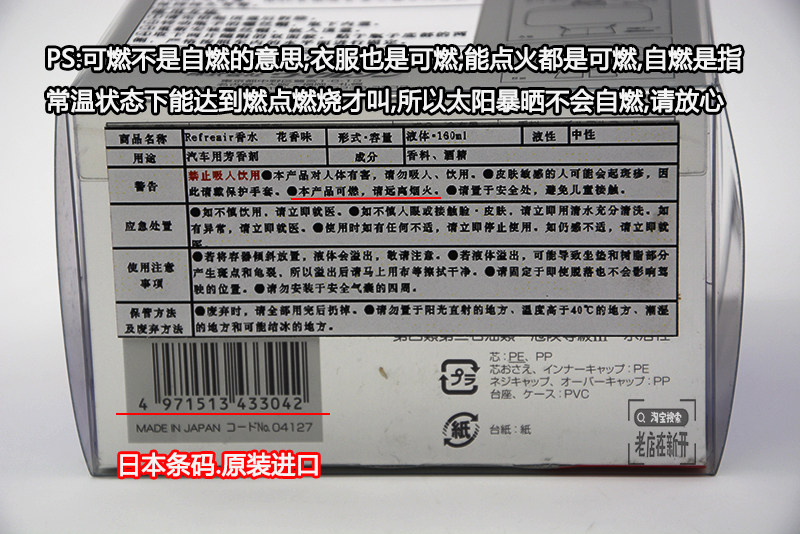 PS:可燃不是自燃的意思;衣服也是可燃,能点火都是可燃,自燃是指
常温状态下能达到燃点燃烧才叫;所以太阳暴晒不会自燃,请放心
商品名称 Refreair香水 花香味 形式·容量 液体·160ml 液性 中性
用途 汽车用芳香剂 成分 香料、酒精
警告 禁止吸入饮用●本产品对人体有害,请勿吸入、饮用。●皮肤敏感的人可能会起斑疹,因
此请戴保护手套。●本产品可燃,请远离烟火。●请置于安全处,避免儿童接触。
应急处置 ●如不慎饮用,请立即就医。●如不慎入眼或接触脸·皮肤,请立即用清水充分清洗。如
有异常,请立即就医。●使用时如有任何不适,请立即停止使用。如仍感不适,请立即就
医。
使用注意事项 ●若将容器倾斜放置,液体会溢出,敬请注意。●若液体溢出,可能导致坐垫和树脂部分
产生斑点和龟裂、所以溢出后请马上用布等擦拭干净。●请固定于即使脱落也不会影响驾
驶的位置。●请勿安装于安全气囊的四周。
保管方法及废弃方法 ●废弃时,请全部用完后扔掉。●请勿置于阳光直射的地方、温度高于40℃的地方、潮湿
的地方和可能结冰的地方。
芯:PE、PP
プラ
芯おさえ、インナーキャップ:PE
ネジキャップ、オーバーキャップ:PP
台座、ケース:PVC
紙
台紙:紙
4 971513 433042
MADE IN JAPAN コードNo.04127
日本条码.原装进口
淘宝搜索
老店在新开